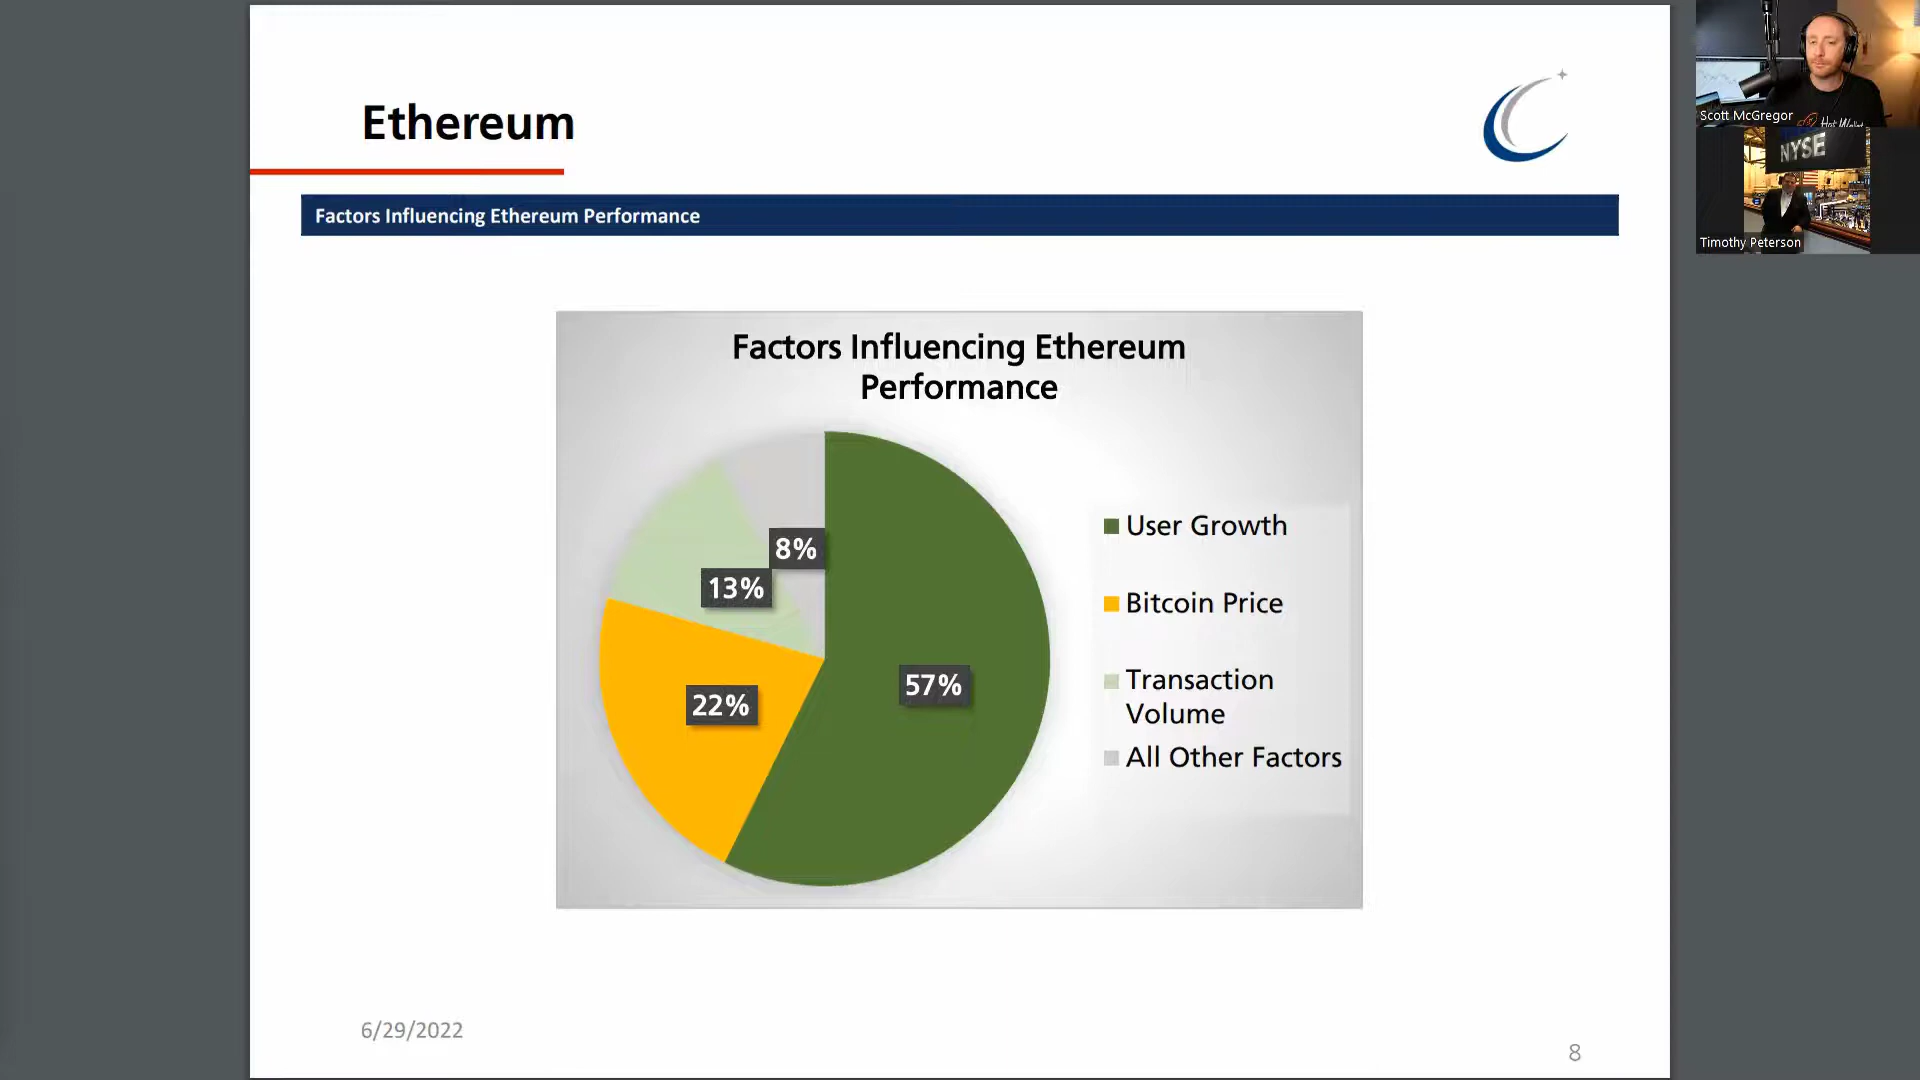 Ethereum
Factors Influencing Ethereum Performance
Factors Influencing Ethereum
Performance
8%
13%
22%
57%
User Growth
Bitcoin Price
Transaction
Volume
All Other Factors
6/29/2022
8
Scott McGregor
NYSE
Timothy Peterson